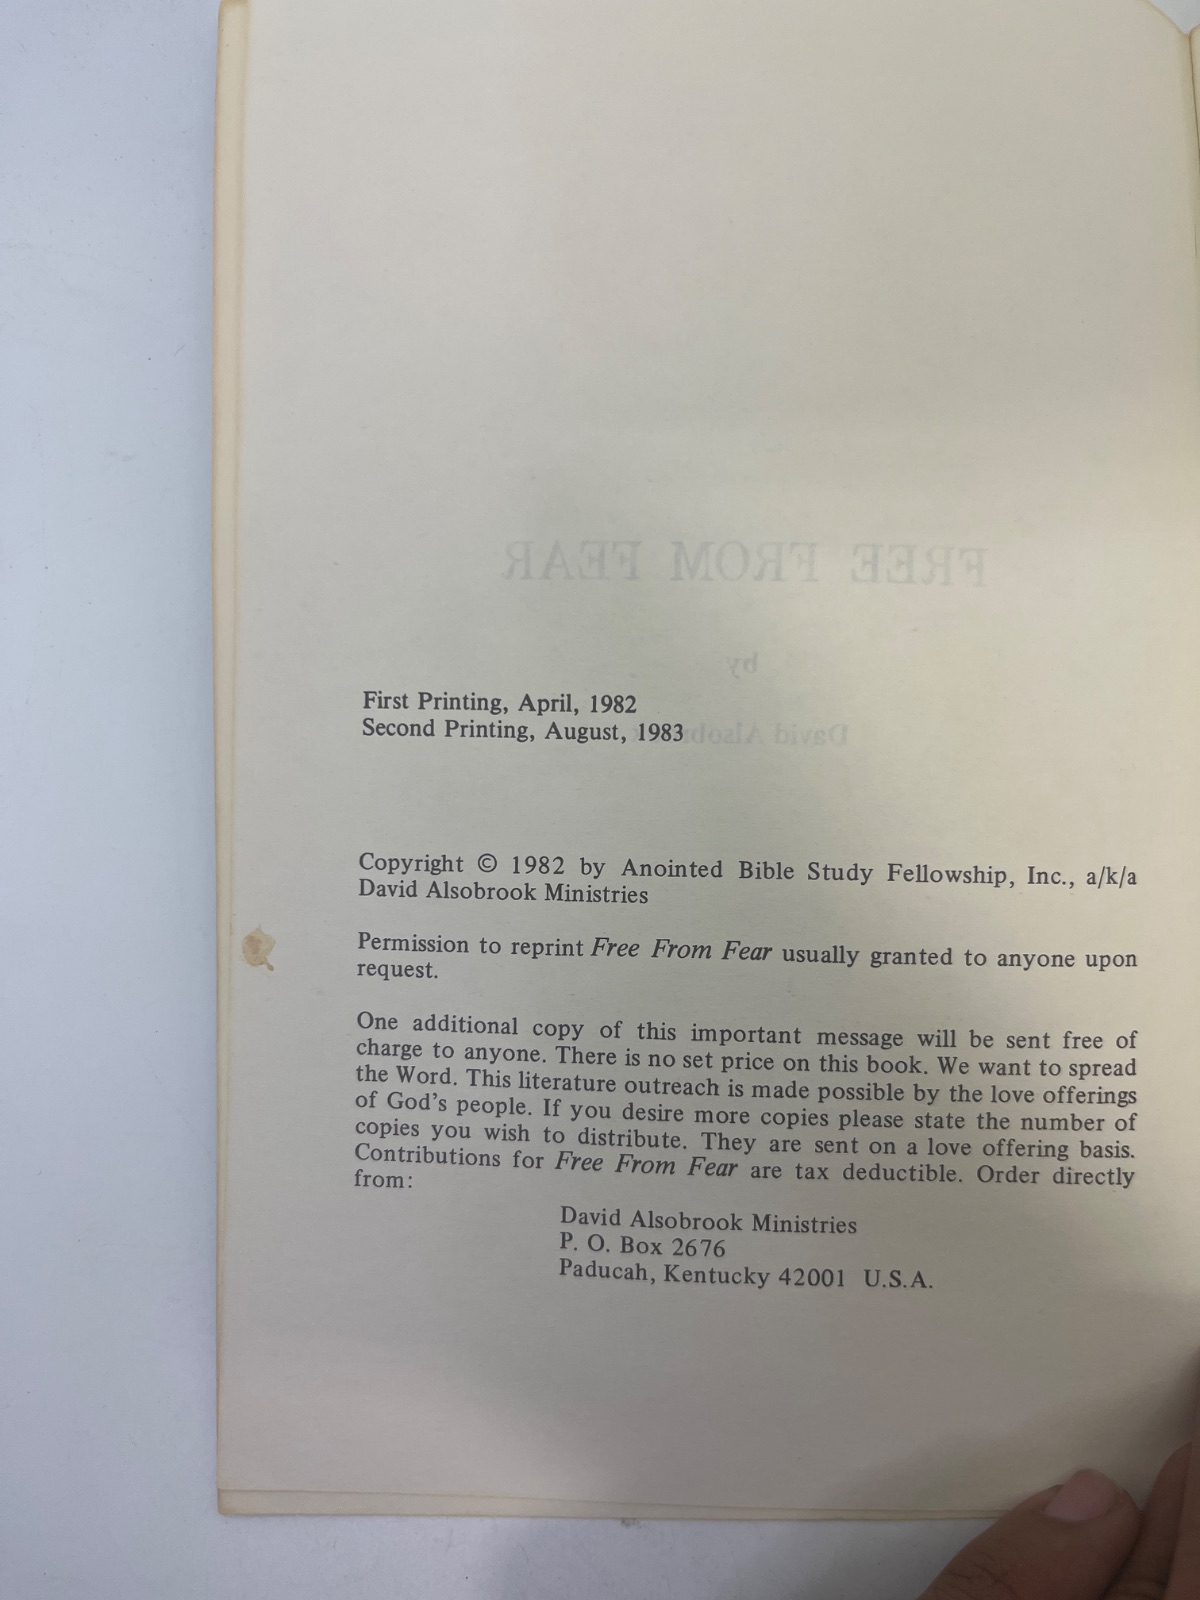 FREE FROM FEAR
by
First Printing, April, 1982
Second Printing, August, 1983
David Alsob
Copyright © 1982 by Anointed Bible Study Fellowship, Inc., a/k/a
David Alsobrook Ministries
Permission to reprint Free From Fear usually granted to anyone upon
request.
One additional copy of this important message will be sent free of
charge to anyone. There is no set price on this book. We want to spread
the Word. This literature outreach is made possible by the love offerings
of God's people. If you desire more copies please state the number of
copies you wish to distribute. They are sent on a love offering basis.
Contributions for Free From Fear are tax deductible. Order directly
from:
David Alsobrook Ministries
P. O. Box 2676
Paducah, Kentucky 42001 U.S.A.